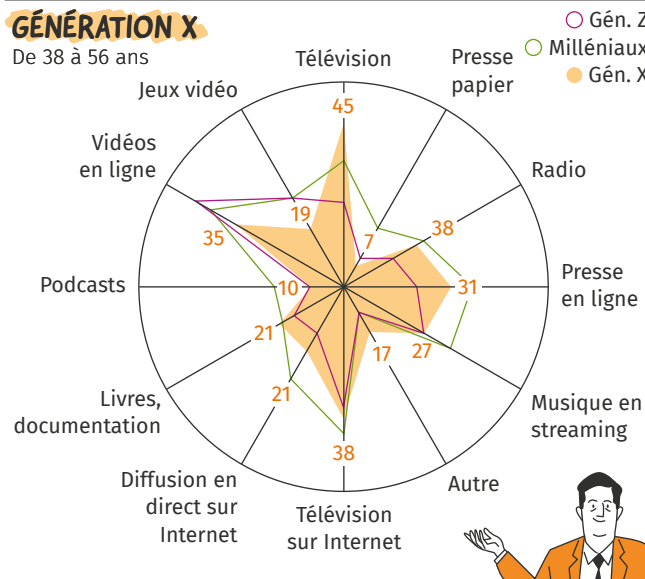 GÉNÉRATION X
De 38 à 56 ans
Gén. Z
Milléniaux
Gén. X
Télévision
Presse
papier
Radio
Presse
en ligne
Musique en
streaming
Autre
Télévision
sur Internet
Diffusion en
direct sur
Internet
Livres,
documentation
Podcasts
Vidéos
en ligne
Jeux vidéo
45
7
38
31
27
17
38
21
21
10
35
19